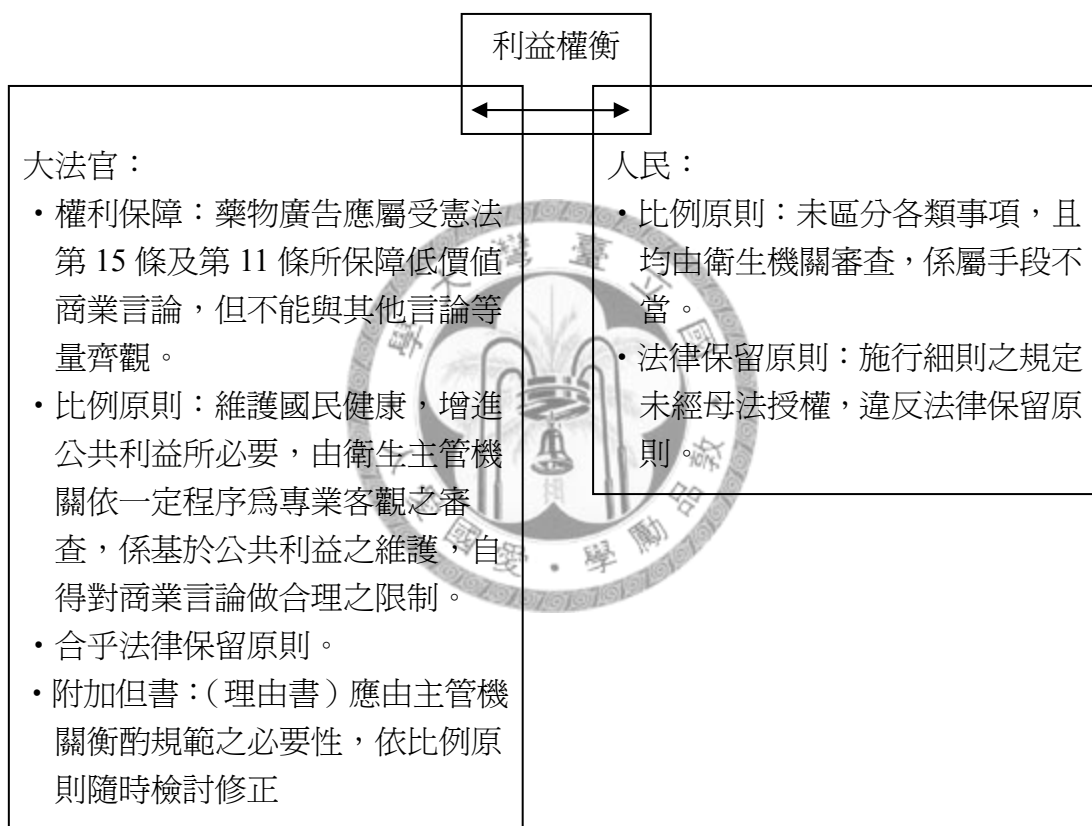 利益權衡
大法官：
・權利保障：藥物廣告應屬受憲法
第 15 條及第 11 條所保障低價值
商業言論，但不能與其他言論等
量齊觀。
・比例原則：維護國民健康，增進
公共利益所必要，由衛生主管機
關依一定程序爲專業客觀之審
查，係基於公共利益之維護，自
得對商業言論做合理之限制。
・合乎法律保留原則。
・附加但書：（理由書）應由主管機
關衡酌規範之必要性，依比例原
則隨時檢討修正
人民：
・比例原則：未區分各類事項，且
均由衛生機關審查，係屬手段不
當。
・法律保留原則：施行細則之規定
未經母法授權，違反法律保留原
則。